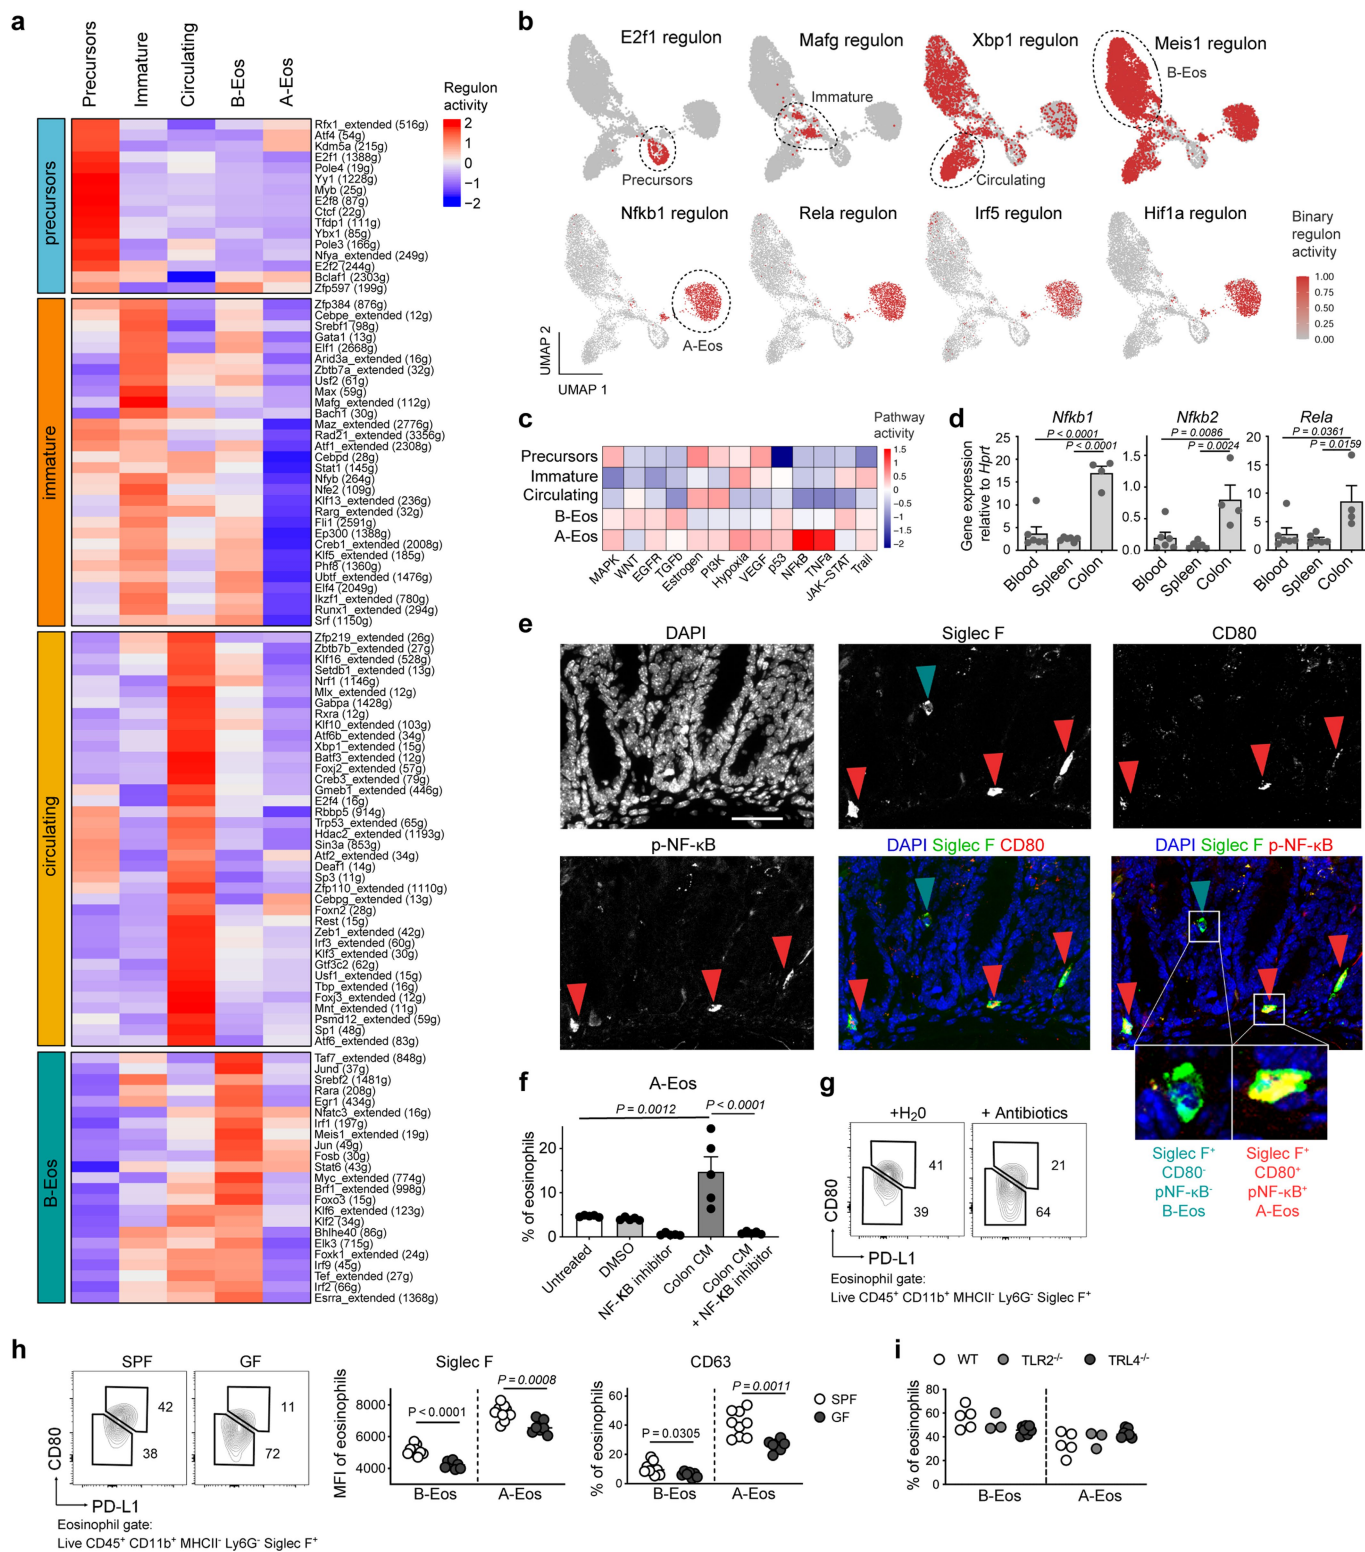 a
Precursors
Immature
Circulating
B-Eos
A-Eos
Regulon
activity
2
1
0
−1
−2
precursors
Rfx1_extended (516g)
Atf4 (54g)
Kdm5a (215g)
E2f1 (1388g)
Pole4 (19g)
Yy1 (1228g)
Myb (25g)
E2f8 (87g)
Ctcf (22g)
Tfdp1 (111g)
Ybx1 (85g)
Pole3 (166g)
Nfya_extended (249g)
E2f2 (244g)
Bclaf1 (2303g)
Zfp597 (199g)
immature
Zfp384 (876g)
Cebpe_extended (12g)
Srebf1 (98g)
Gata1 (13g)
Elf1 (2668g)
Arid3a_extended (16g)
Zbtb7a_extended (32g)
Usf2 (61g)
Max (59g)
Mafg_extended (112g)
Bach1 (30g)
Maz_extended (2776g)
Rad21_extended (3356g)
Atf1_extended (2308g)
Cebpd (28g)
Stat1 (145g)
Nfyb (264g)
Nfe2 (109g)
Klf13_extended (236g)
Rarg_extended (32g)
Fli1 (2591g)
Ep300 (1388g)
Creb1_extended (2008g)
Klf5_extended (185g)
Phf8 (1360g)
Ubtf_extended (1476g)
Elf4 (2049g)
Ikzf1_extended (780g)
Runx1_extended (294g)
Srf (1150g)
circulating
Zfp219_extended (26g)
Zbtb7b_extended (27g)
Klf16_extended (528g)
Setdb1_extended (13g)
Nrf1 (1146g)
Mlx_extended (12g)
Gabpa (1428g)
Rxra (12g)
Klf10_extended (103g)
Atf6b_extended (34g)
Xbp1_extended (15g)
Batf3_extended (12g)
Foxj2_extended (57g)
Creb3_extended (79g)
Gmeb1_extended (446g)
E2f4 (16g)
Rbbp5 (914g)
Trp53_extended (65g)
Hdac2_extended (1193g)
Sin3a (853g)
Atf2_extended (34g)
Deaf1 (14g)
Sp3 (11g)
Zfp110_extended (1110g)
Cebpg_extended (13g)
Foxn2 (28g)
Rest (15g)
Zeb1_extended (42g)
Irf3_extended (60g)
Klf3_extended (30g)
Gtf3c2 (62g)
Usf1_extended (15g)
Tbp_extended (16g)
Foxj3_extended (12g)
Mnt_extended (11g)
Psmd12_extended (59g)
Sp1 (48g)
Atf6_extended (83g)
B-Eos
Taf7_extended (848g)
Jund (37g)
Srebf2 (1481g)
Rara (208g)
Egr1 (434g)
Nfatc3_extended (16g)
Irf1 (197g)
Meis1_extended (19g)
Jun (49g)
Fosb (30g)
Stat6 (43g)
Myc_extended (774g)
Brf1_extended (998g)
Foxo3 (15g)
Klf6_extended (123g)
Klf2 (34g)
Bhlhe40 (86g)
Elk3 (715g)
Foxk1_extended (24g)
Irf9 (45g)
Tef_extended (27g)
Irf2 (66g)
Esrra_extended (1368g)
b
E2f1 regulon
Mafg regulon
Xbp1 regulon
Meis1 regulon
Precursors
Immature
Circulating
B-Eos
Nfkb1 regulon
Rela regulon
Irf5 regulon
Hif1a regulon
A-Eos
UMAP 2
UMAP 1
Binary
regulon
activity
1.00
0.75
0.50
0.25
0.00
c
Pathway
activity
Precursors
Immature
Circulating
B-Eos
A-Eos
MAPK
WNT
EGFR
TGFb
Estrogen
PI3K
Hypoxia
VEGF
p53
NFkB
TNFa
JAK−STAT
Trail
1.5
1
0.5
0
−0.5
−1
−1.5
−2
d
Gene expression
relative to Hprt
Nfkb1
P < 0.0001
P < 0.0001
25
20
15
10
5
0
Blood
Spleen
Colon
Nfkb2
P = 0.0086
P = 0.0024
1.5
1.0
0.5
0.0
Blood
Spleen
Colon
Rela
P = 0.0361
P = 0.0159
20
15
10
5
0
Blood
Spleen
Colon
e
DAPI
Siglec F
CD80
p-NF-κB
DAPI Siglec F CD80
DAPI Siglec F p-NF-κB
Siglec F+
CD80-
pNF-κB-
B-Eos
Siglec F+
CD80+
pNF-κB+
A-Eos
f
A-Eos
P = 0.0012
P < 0.0001
% of eosinophils
20
10
0
Untreated
DMSO
NF-KB inhibitor
Colon CM
Colon CM
+ NF-KB inhibitor
g
+H20
+ Antibiotics
CD80
41
39
21
64
PD-L1
Eosinophil gate:
Live CD45+ CD11b+ MHCII- Ly6G- Siglec F+
h
SPF
GF
CD80
42
38
11
72
PD-L1
Eosinophil gate:
Live CD45+ CD11b+ MHCII- Ly6G- Siglec F+
Siglec F
MFI of eosinophils
8000
6000
4000
P < 0.0001
P = 0.0008
B-Eos
A-Eos
CD63
% of eosinophils
60
40
20
0
P = 0.0305
P = 0.0011
B-Eos
A-Eos
SPF
GF
i
WT
TLR2-/-
TRL4-/-
% of eosinophils
80
60
40
20
0
B-Eos
A-Eos